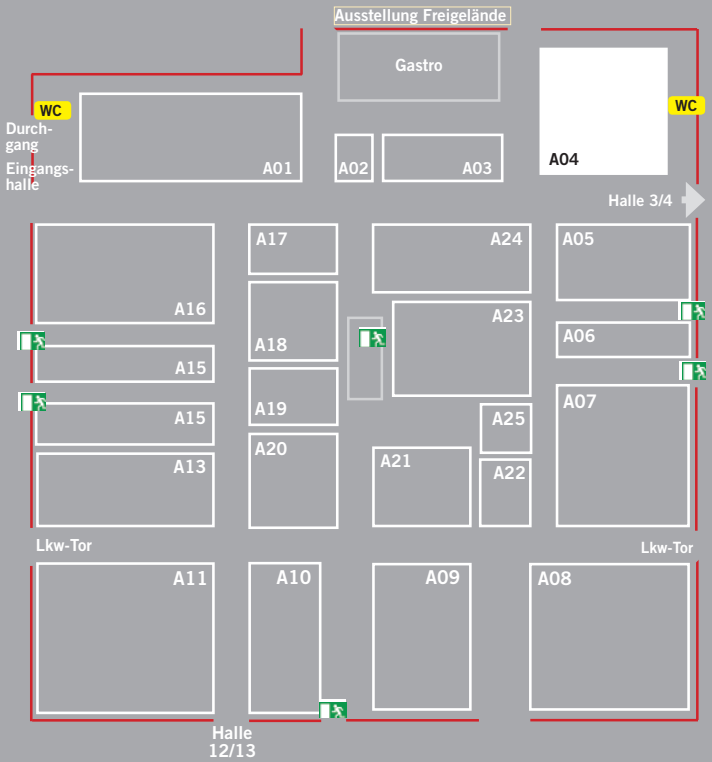 Ausstellung Freigelände
Gastro
WC
WC
Durch-
gang
Eingangs-
halle
A01
A02
A03
A04
Halle 3/4
A17
A24
A05
A16
A23
A06
A18
A15
A07
A19
A15
A25
A20
A21
A13
A22
Lkw-Tor
Lkw-Tor
A11
A10
A09
A08
Halle
12/13